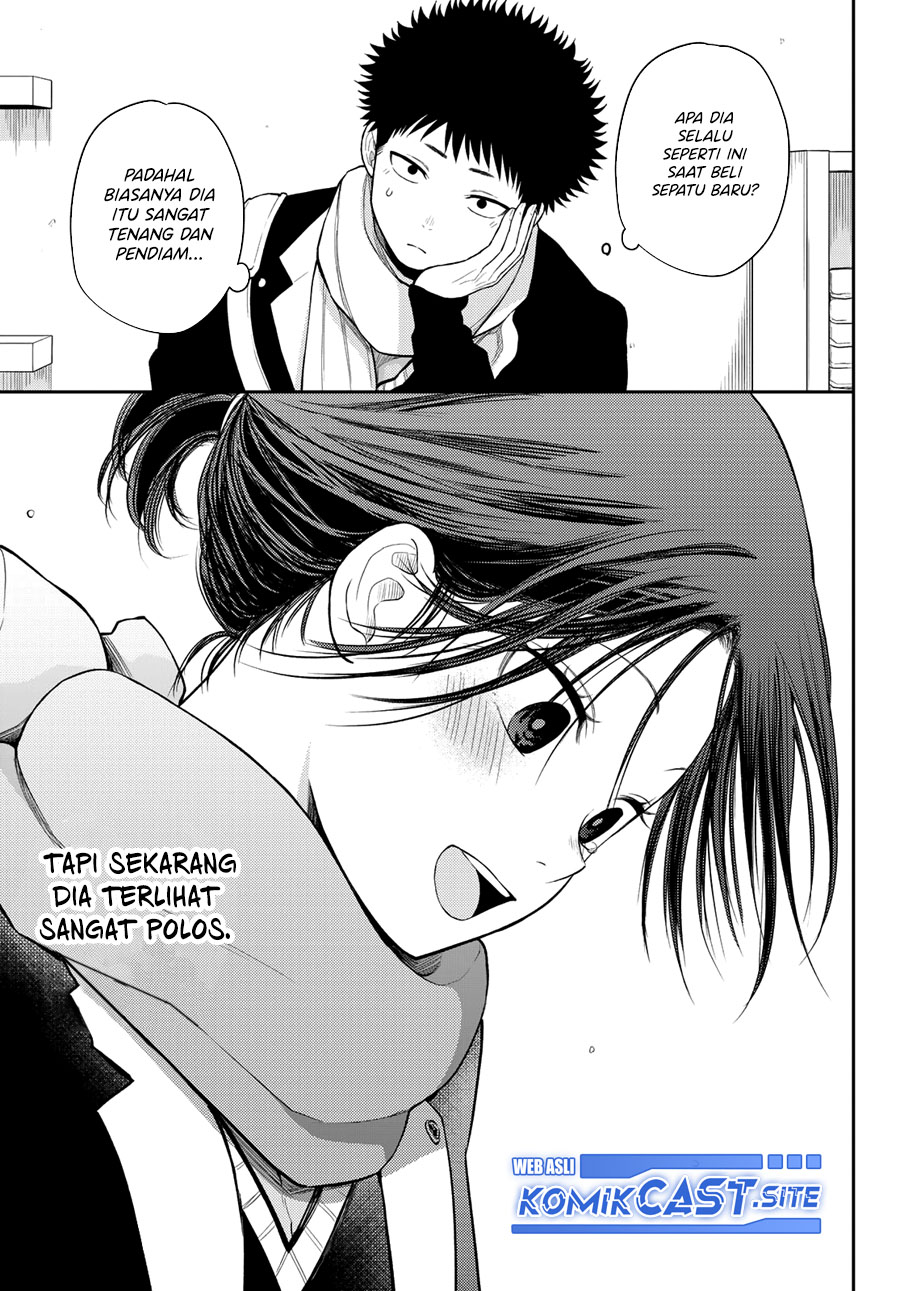 APA DIA
SELALU
SEPERTI INI
SAAT BELI
SEPATU BARU?
PADAHAL
BIASANYA DIA
ITU SANGAT
TENANG DAN
PENDIAM...
TAPI SEKARANG
DIA TERLIHAT
SANGAT POLOS.
WEB ASLI
KOMIKCAST.SITE